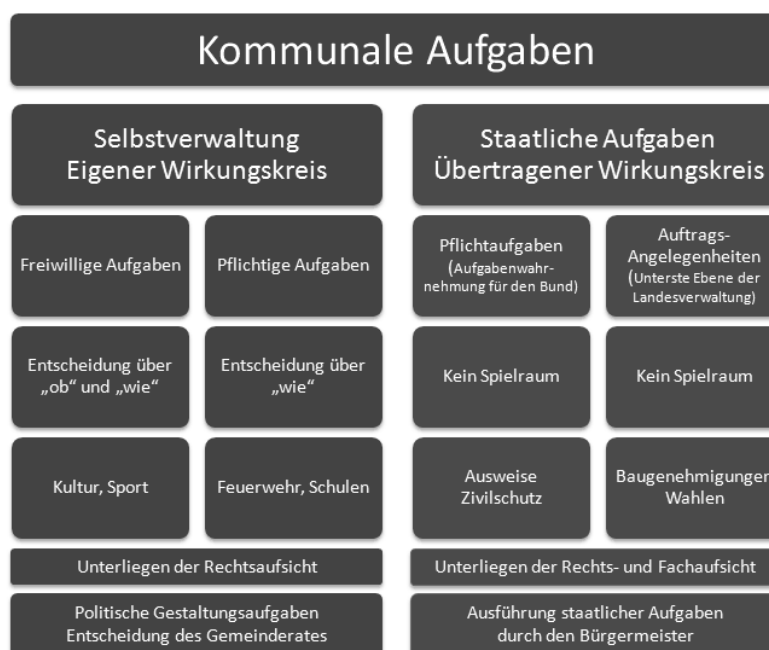 Kommunale Aufgaben
Selbstverwaltung
Eigener Wirkungskreis
Staatliche Aufgaben
Übertragener Wirkungskreis
Freiwillige Aufgaben
Pflichtige Aufgaben
Pflichtaufgaben
(Aufgabenwahr-
nehmung für den Bund)
Auftrags-
Angelegenheiten
(Unterste Ebene der
Landesverwaltung)
Entscheidung über
„ob“ und „wie“
Entscheidung über
„wie“
Kein Spielraum
Kein Spielraum
Kultur, Sport
Feuerwehr, Schulen
Ausweise
Zivilschutz
Baugenehmigungen
Wahlen
Unterliegen der Rechtsaufsicht
Unterliegen der Rechts- und Fachaufsicht
Politische Gestaltungsaufgaben
Entscheidung des Gemeinderates
Ausführung staatlicher Aufgaben
durch den Bürgermeister